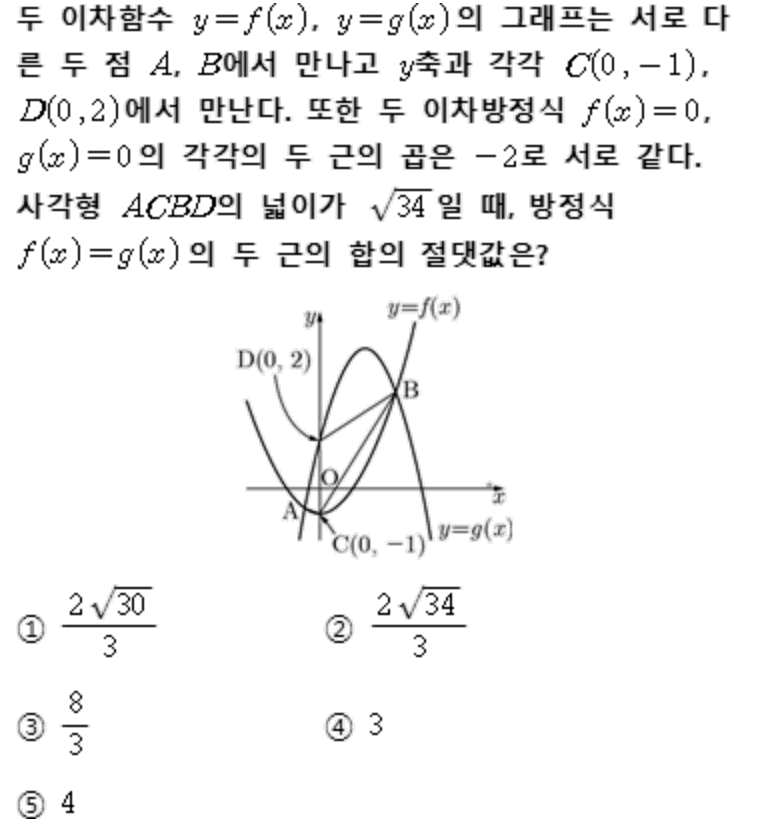 두 이차함수 y=f(x), y=g(x)의 그래프는 서로 다
른 두 점 A, B에서 만나고 y축과 각각 C(0,-1),
D(0,2)에서 만난다. 또한 두 이차방정식 f(x)=0,
g(x)=0의 각각의 두 근의 곱은 -2로 서로 같다.
사각형 ACBD의 넓이가 √34일 때, 방정식
f(x)=g(x)의 두 근의 합의 절댓값은?
y=f(x)
y
D(0, 2)
B
O
x
A
C(0, -1)
y=g(x)
① 2√30/3
② 2√34/3
③ 8/3
④ 3
⑤ 4